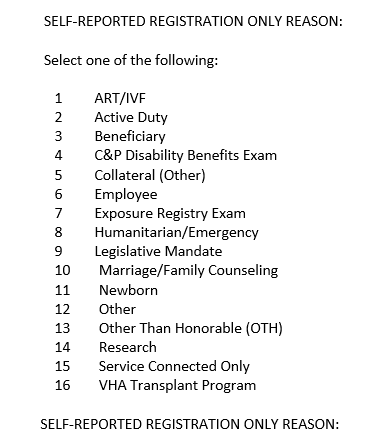 SELF-REPORTED REGISTRATION ONLY REASON:
Select one of the following:
1 ART/IVF
2 Active Duty
3 Beneficiary
4 C&P Disability Benefits Exam
5 Collateral (Other)
6 Employee
7 Exposure Registry Exam
8 Humanitarian/Emergency
9 Legislative Mandate
10 Marriage/Family Counseling
11 Newborn
12 Other
13 Other Than Honorable (OTH)
14 Research
15 Service Connected Only
16 VHA Transplant Program
SELF-REPORTED REGISTRATION ONLY REASON: